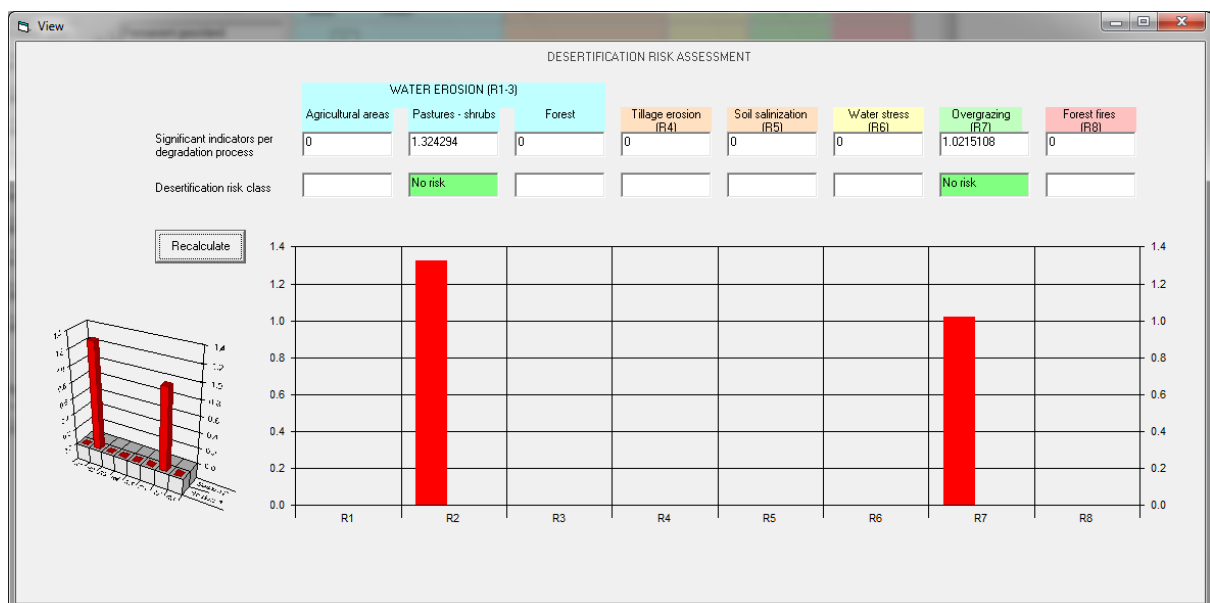 View
DESERTIFICATION RISK ASSESSMENT
WATER EROSION (R1-3)
Agricultural areas Pastures - shrubs Forest Tillage erosion (R4) Soil salinization (R5) Water stress (R6) Overgrazing (R7) Forest fires (R8)
Significant indicators per
degradation process
0 1.324294 0 0 0 0 1.0215108 0
Desertification risk class No risk No risk
Recalculate
1.4 1.4
1.2 1.2
1.0 1.0
0.8 0.8
0.6 0.6
0.4 0.4
0.2 0.2
0.0 0.0
R1 R2 R3 R4 R5 R6 R7 R8